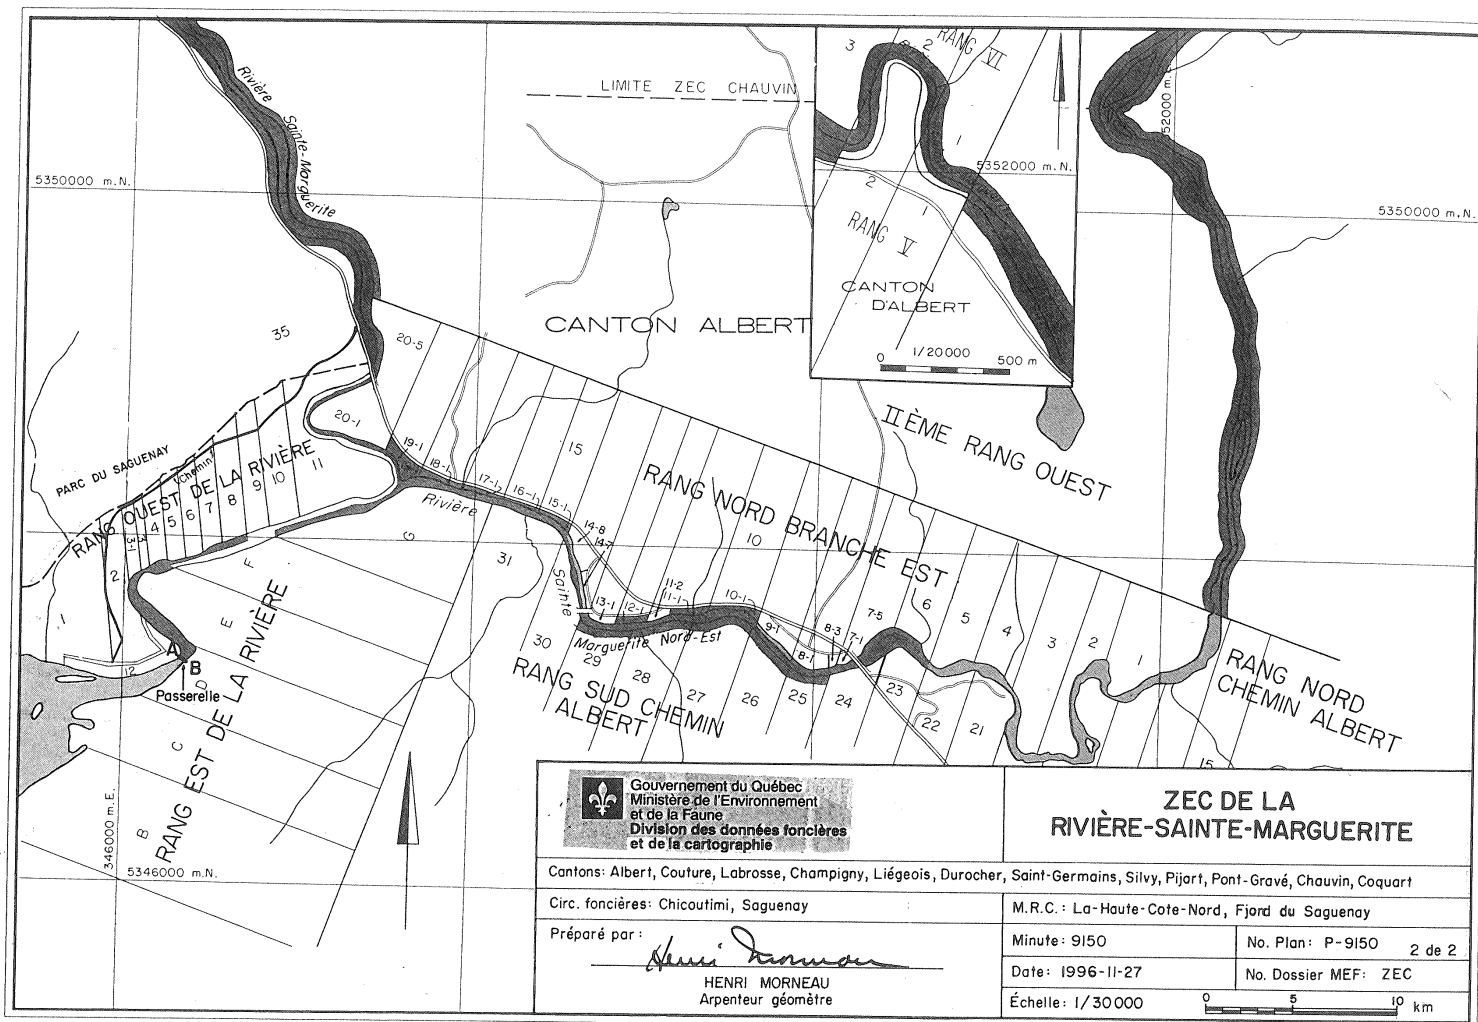 Rivière
Sainte-Marguerite
LIMITE ZEC CHAUVIN
5350000 m.N.
5350000 m.N.
52000 m.E.
RANG VI
3
2
1
5352000 m.N.
2
1
RANG V
CANTON
D'ALBERT
0 1/20000 500 m
CANTON ALBERT
IIÈME RANG OUEST
35
20-5
20-1
19-1
18-1
17-1
16-1
15-1
15
14-8
14-7
13-1
12-1
11-2
11-1
10-1
10
9-1
8-1
8-3
7-1
7-5
6
5
4
3
2
1
PARC DU SAGUENAY
"Chemin"
RANG OUEST DE LA RIVIÈRE
1
2
3-1
3
4
5
6
7
8
9
10
11
12
RANG NORD BRANCHE EST
Rivière
Sainte
Marguerite Nord-Est
G
F
E
D
C
B
RANG EST DE LA RIVIÈRE
A
B
Passerelle
31
30
29
28
27
26
25
24
23
22
21
15
RANG SUD CHEMIN
ALBERT
RANG NORD
CHEMIN ALBERT
346000 m.E.
5346000 m.N.
Gouvernement du Québec
Ministère de l'Environnement
et de la Faune
Division des données foncières
et de la cartographie
ZEC DE LA
RIVIÈRE-SAINTE-MARGUERITE
Cantons: Albert, Couture, Labrosse, Champigny, Liégeois, Durocher, Saint-Germains, Silvy, Pijart, Pont-Gravé, Chauvin, Coquart
Circ. foncières: Chicoutimi, Saguenay
M.R.C.: La-Haute-Cote-Nord, Fjord du Saguenay
Préparé par:
Henri Morneau
HENRI MORNEAU
Arpenteur géomètre
Minute: 9150
No. Plan: P-9150 2 de 2
Date: 1996-11-27
No. Dossier MEF: ZEC
Échelle: 1/30000
0 5 10 km